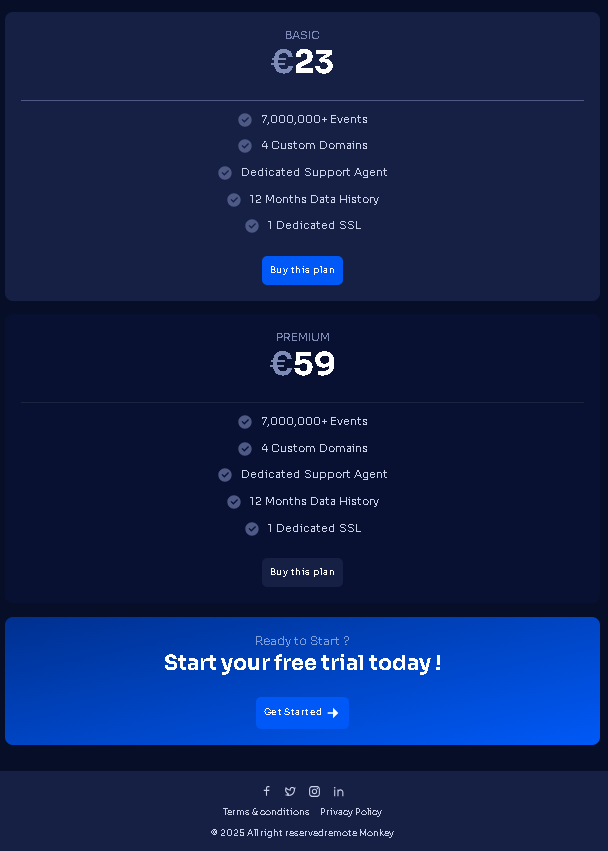 BASIC
€23
7,000,000+ Events
4 Custom Domains
Dedicated Support Agent
12 Months Data History
1 Dedicated SSL
Buy this plan
PREMIUM
€59
7,000,000+ Events
4 Custom Domains
Dedicated Support Agent
12 Months Data History
1 Dedicated SSL
Buy this plan
Ready to Start ?
Start your free trial today !
Get Started
Terms & conditions Privacy Policy
© 2025 All right reservedremote Monkey